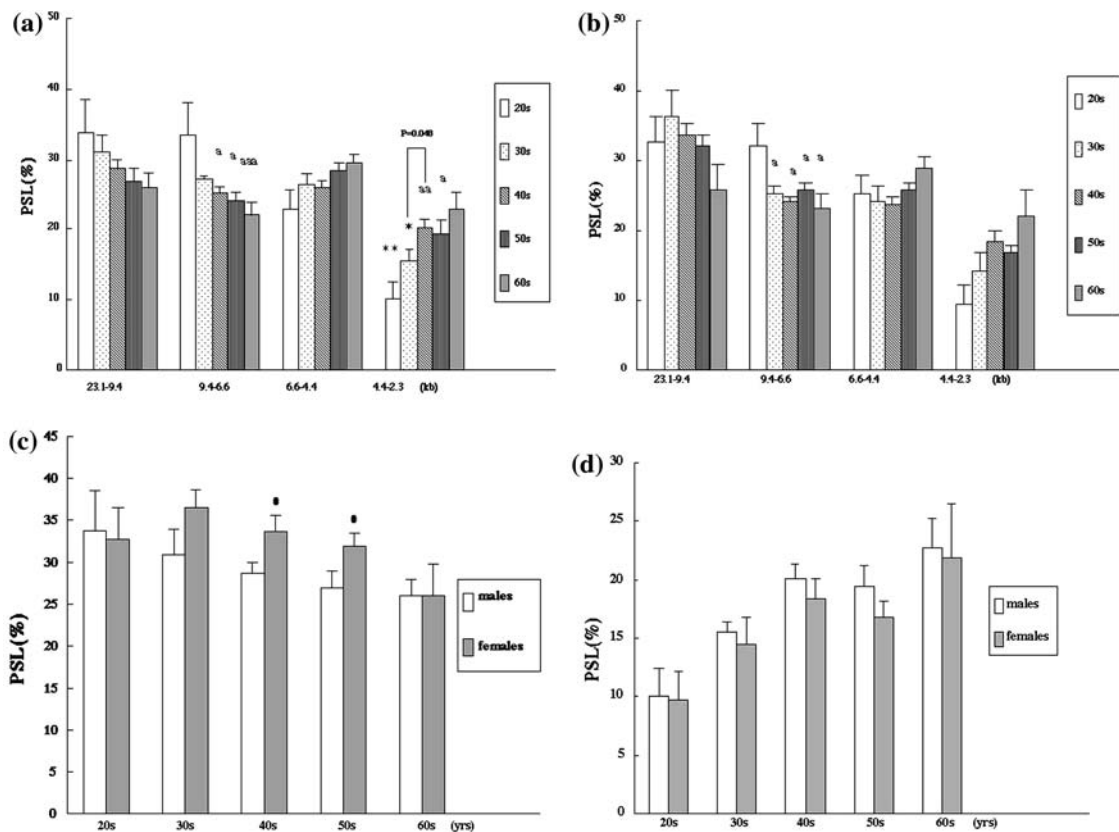 (a)
50
40
30
20
10
0
PSL(%)
a
a
aaa
P=0.048
aa
a
**
*
23.1-9.4
9.4-6.6
6.6-4.4
4.4-2.3
(kb)
20s
30s
40s
50s
60s
(b)
50
40
30
20
10
0
PSL(%)
a
a
a
a
23.1-9.4
9.4-6.6
6.6-4.4
4.4-2.3
(kb)
20s
30s
40s
50s
60s
(c)
45
40
35
30
25
20
15
10
5
0
PSL(%)
20s
30s
40s
50s
60s
(yrs)
males
females
(d)
30
25
20
15
10
5
0
PSL(%)
20s
30s
40s
50s
60s
(yrs)
males
females